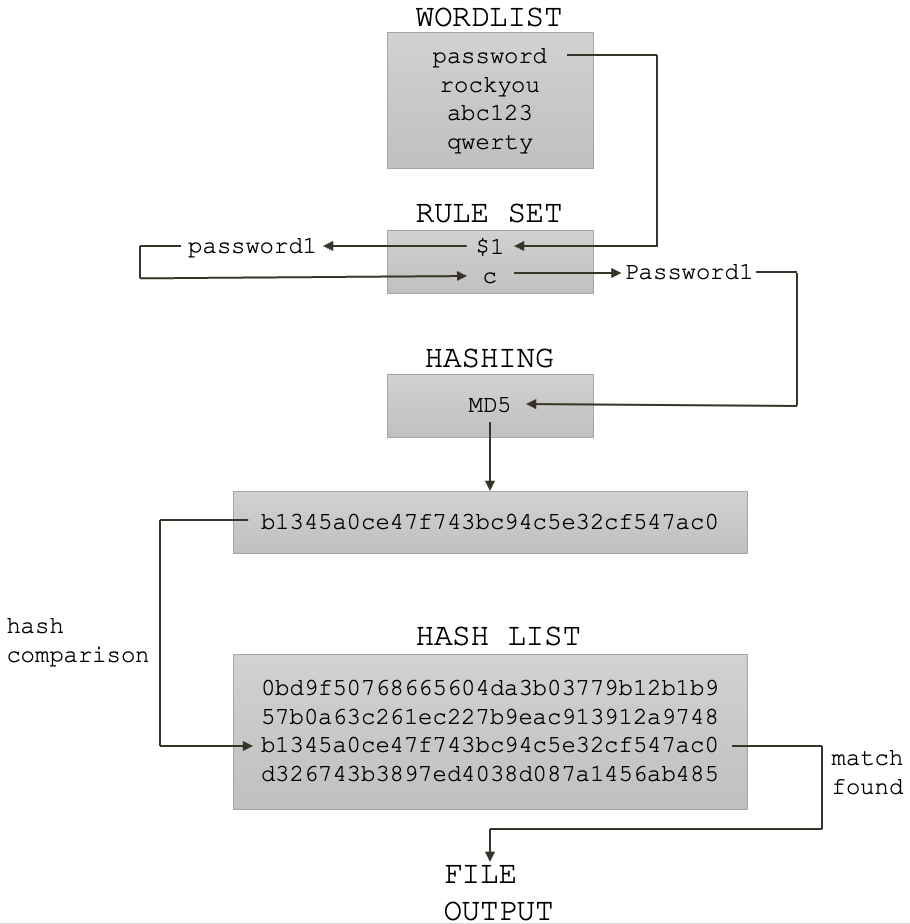 WORDLIST
password
rockyou
abc123
qwerty
RULE SET
password1
$1
c
Password1
HASHING
MD5
b1345a0ce47f743bc94c5e32cf547ac0
hash
comparison
HASH LIST
0bd9f50768665604da3b03779b12b1b9
57b0a63c261ec227b9eac913912a9748
b1345a0ce47f743bc94c5e32cf547ac0
d326743b3897ed4038d087a1456ab485
match
found
FILE
OUTPUT